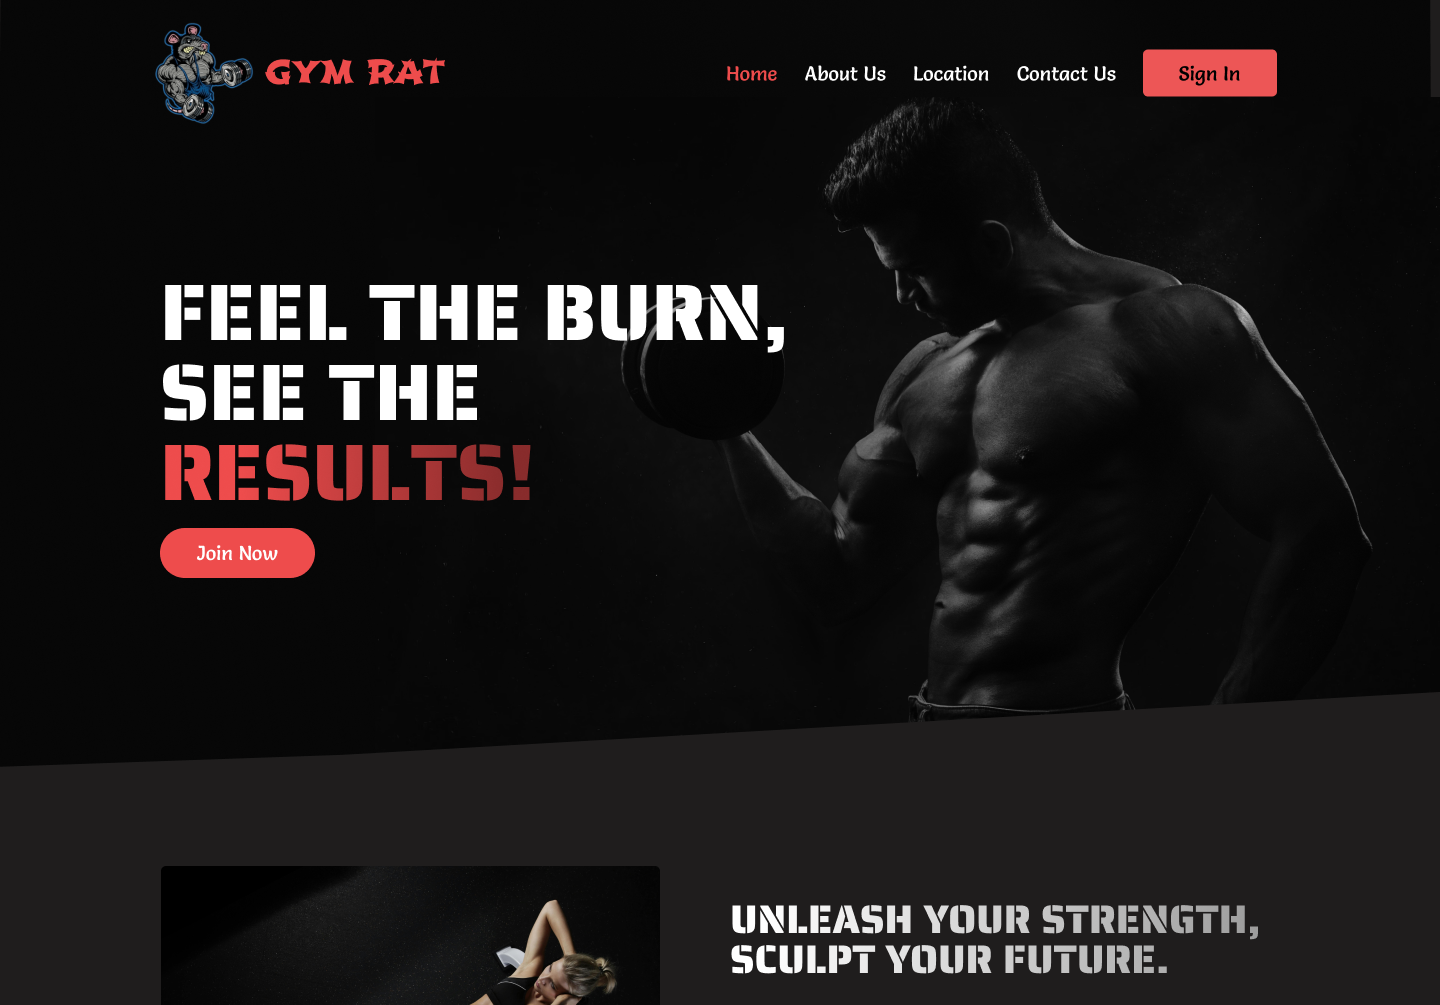 GYM RAT
Home About Us Location Contact Us Sign In
FEEL THE BURN,
SEE THE
RESULTS!
Join Now
UNLEASH YOUR STRENGTH,
SCULPT YOUR FUTURE.